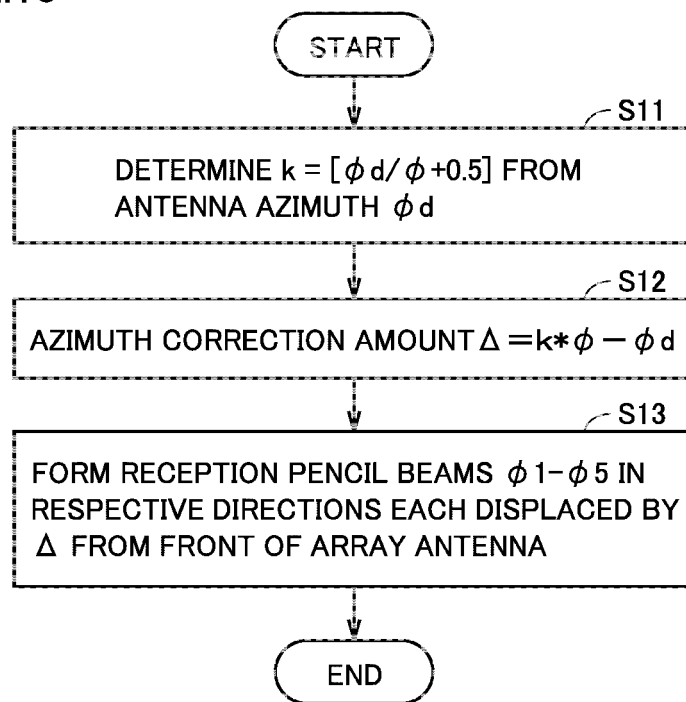 START
S11
DETERMINE k = [ϕd/ϕ+0.5] FROM
ANTENNA AZIMUTH ϕd
S12
AZIMUTH CORRECTION AMOUNT Δ =k*ϕ − ϕd
S13
FORM RECEPTION PENCIL BEAMS ϕ1-ϕ5 IN
RESPECTIVE DIRECTIONS EACH DISPLACED BY
Δ FROM FRONT OF ARRAY ANTENNA
END